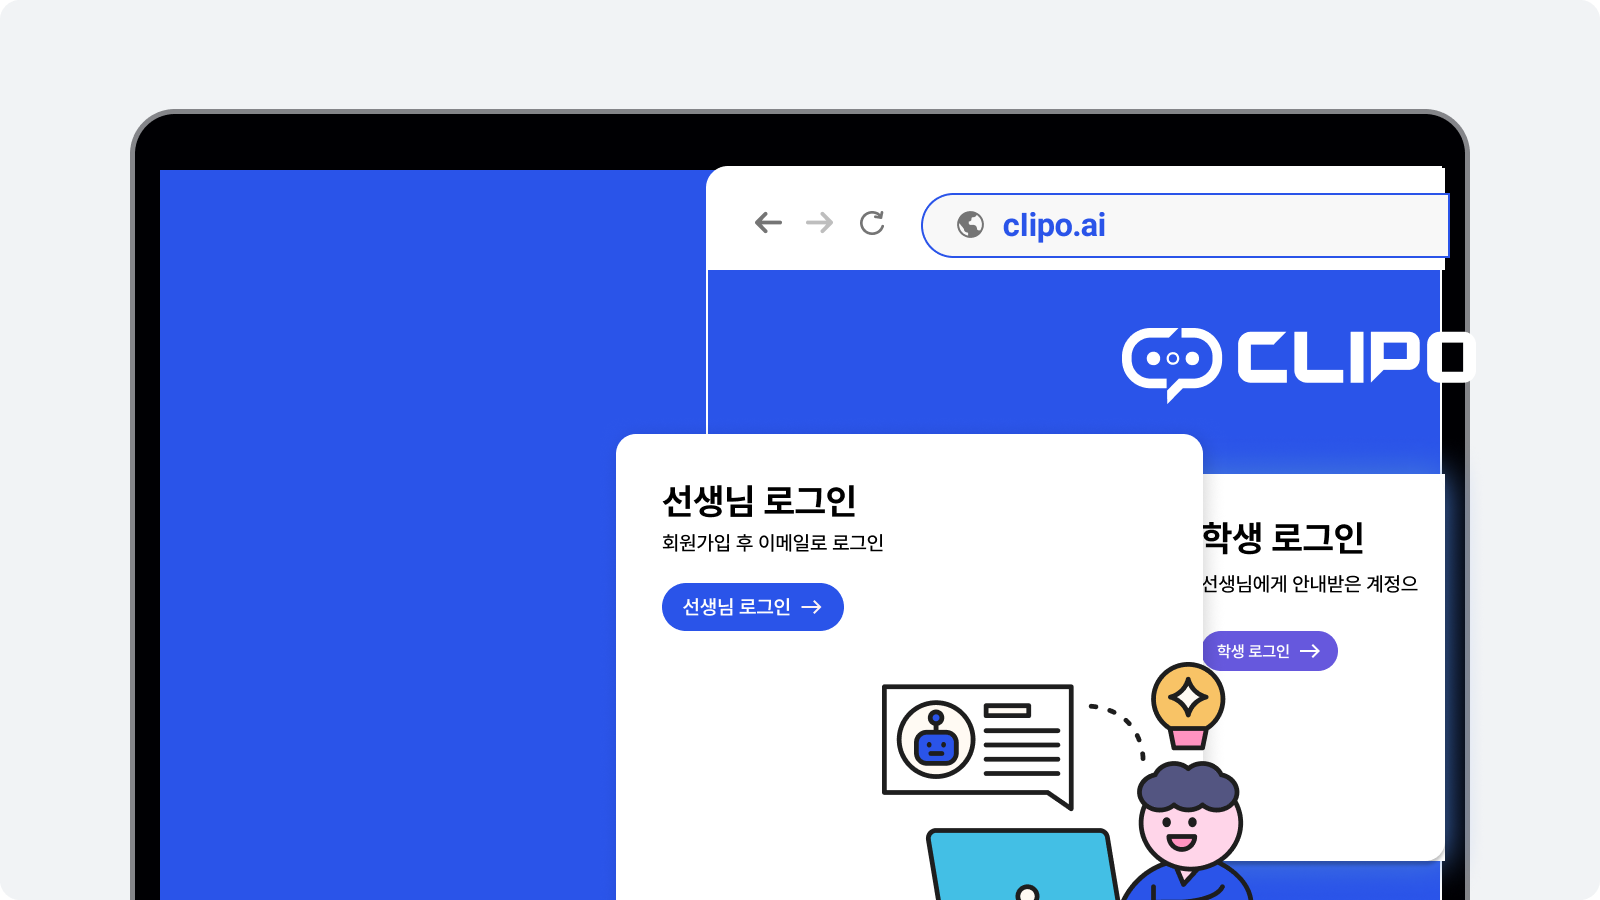 clipo.ai
CLIPO
선생님 로그인
회원가입 후 이메일로 로그인
선생님 로그인
학생 로그인
선생님에게 안내받은 계정으
학생 로그인